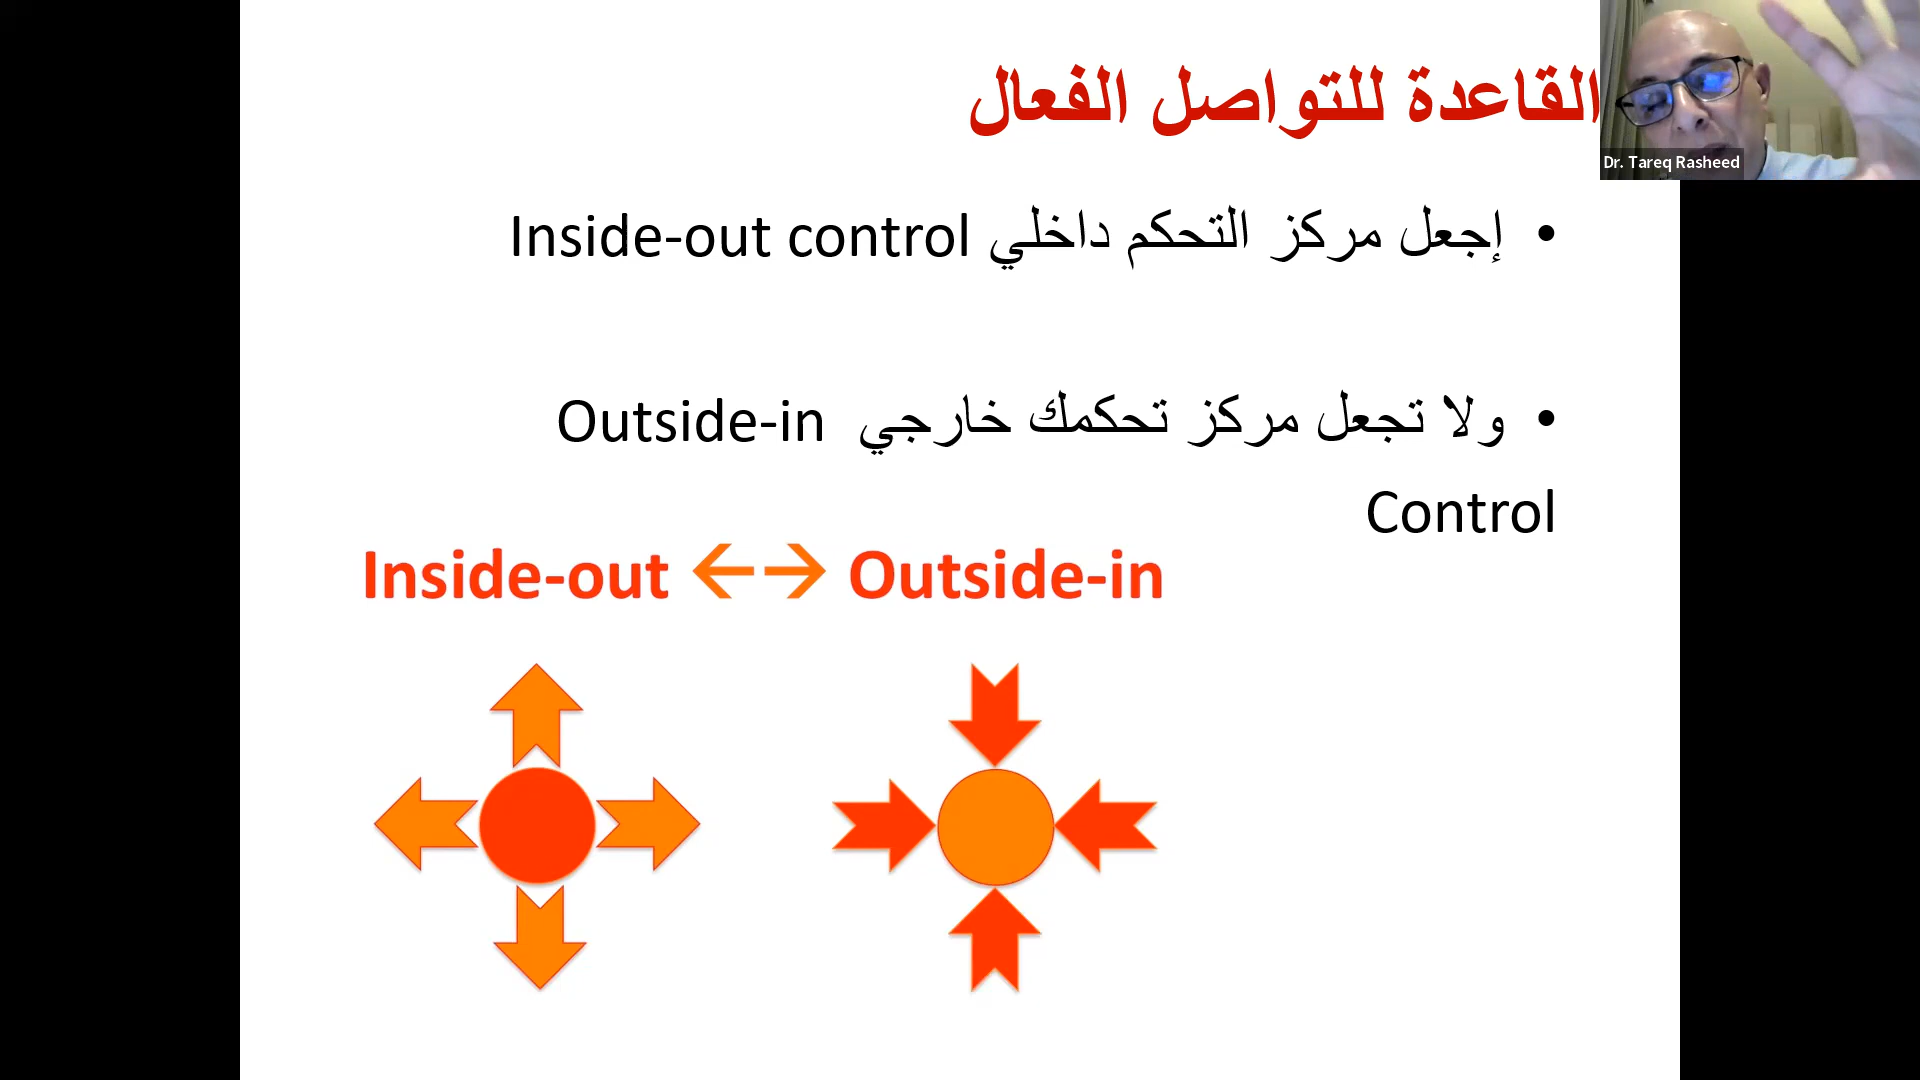 القاعدة للتواصل الفعال
Dr. Tareq Rasheed
• إجعل مركز التحكم داخلي Inside-out control
• ولا تجعل مركز تحكمك خارجي Outside-in
Control
Inside-out ←→ Outside-in